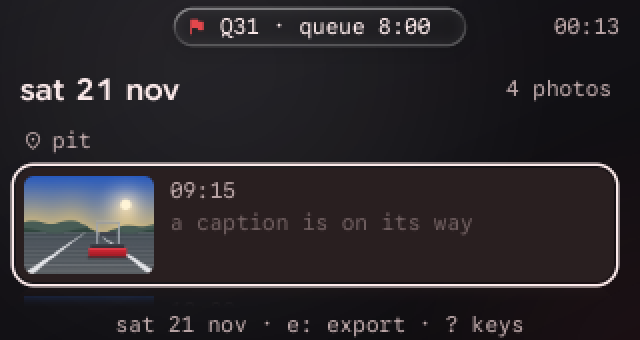 Q31 · queue 8:00
00:13
sat 21 nov
4 photos
pit
09:15
a caption is on its way
sat 21 nov · e: export · ? keys